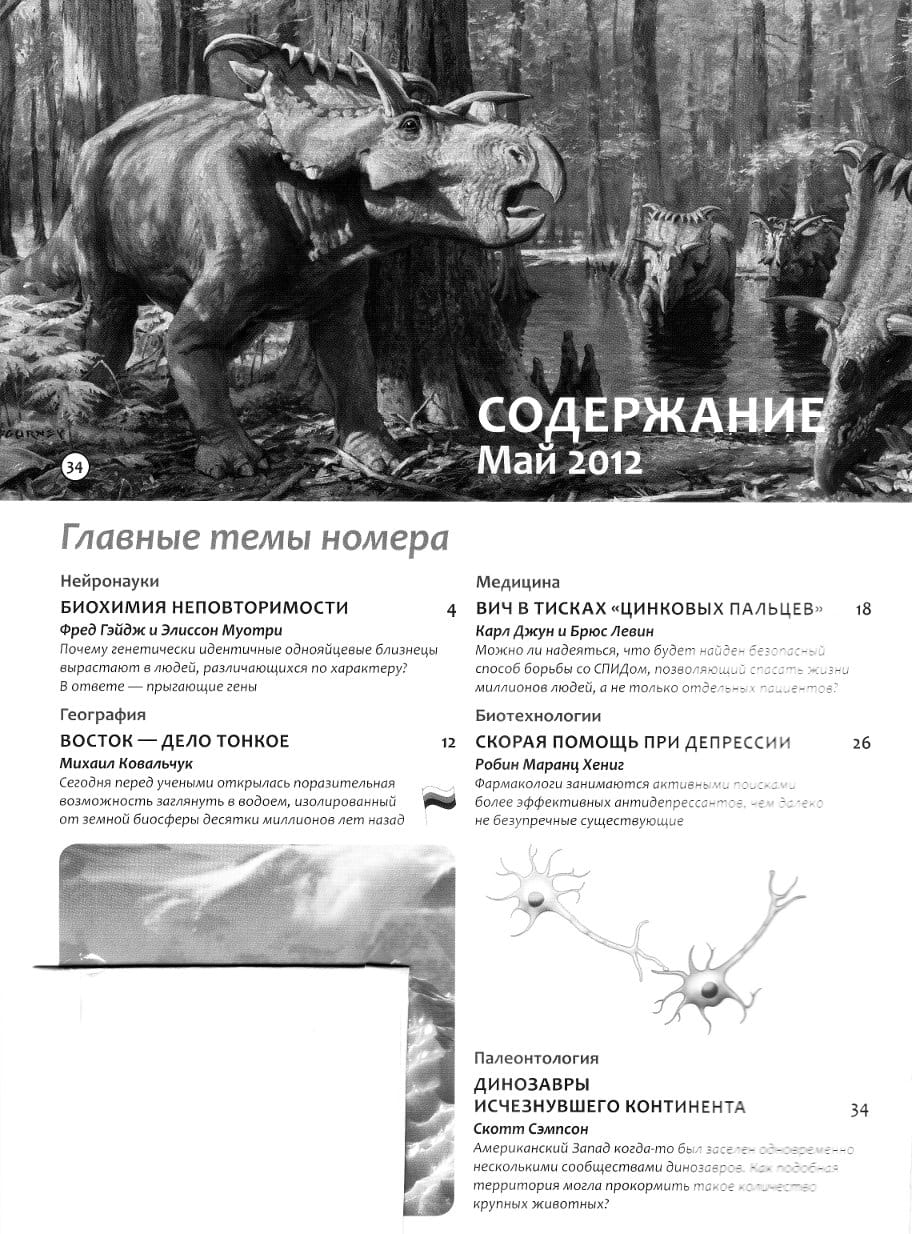 GURNEY
34
СОДЕРЖАНИЕ
Май 2012
Главные темы номера
Нейронауки
БИОХИМИЯ НЕПОВТОРИМОСТИ 4
Фред Гэйдж и Элиссон Муотри
Почему генетически идентичные однояйцевые близнецы
вырастают в людей, различающихся по характеру?
В ответе — прыгающие гены
География
ВОСТОК — ДЕЛО ТОНКОЕ 12
Михаил Ковальчук
Сегодня перед учеными открылась поразительная
возможность заглянуть в водоем, изолированный
от земной биосферы десятки миллионов лет назад
Медицина
ВИЧ В ТИСКАХ «ЦИНКОВЫХ ПАЛЬЦЕВ» 18
Карл Джун и Брюс Левин
Можно ли надеяться, что будет найден безопасный
способ борьбы со СПИДом, позволяющий спасать жизни
миллионов людей, а не только отдельных пациентов?
Биотехнологии
СКОРАЯ ПОМОЩЬ ПРИ ДЕПРЕССИИ 26
Робин Маранц Хениг
Фармакологи занимаются активными поисками
более эффективных антидепрессантов, чем далеко
не безупречные существующие
Палеонтология
ДИНОЗАВРЫ
ИСЧЕЗНУВШЕГО КОНТИНЕНТА 34
Скотт Сэмпсон
Американский Запад когда-то был заселен одновременно
несколькими сообществами динозавров. Как подобная
территория могла прокормить такое количество
крупных животных?